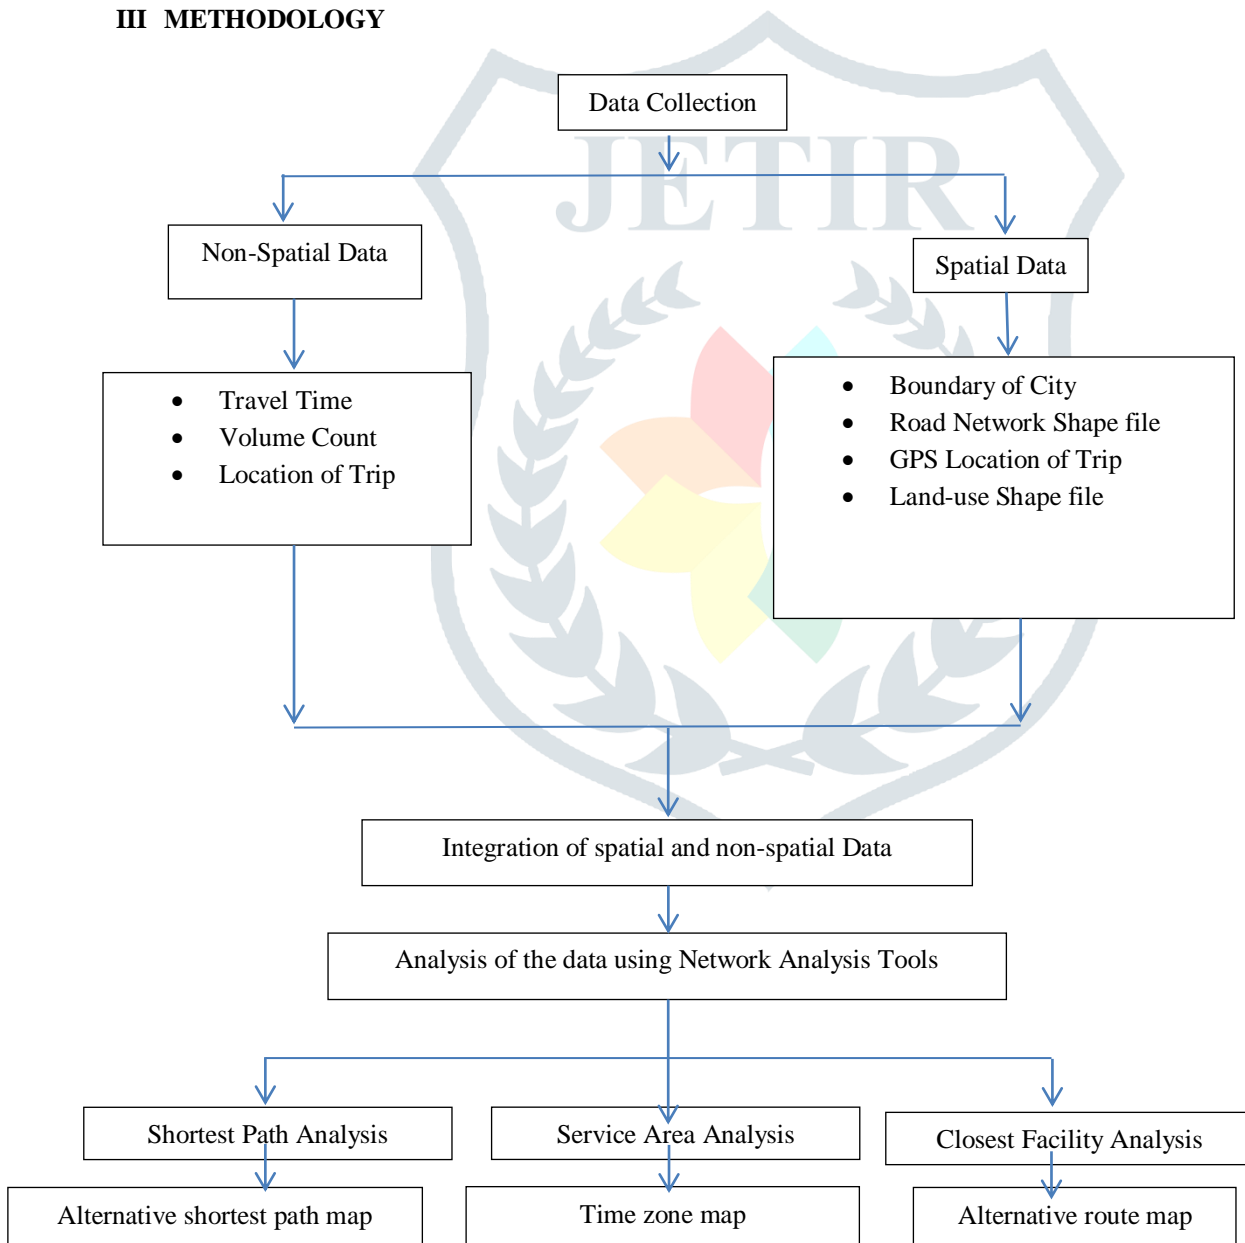 III METHODOLOGY
Data Collection
JETIR
Non-Spatial Data
Spatial Data
• Travel Time
• Volume Count
• Location of Trip
• Boundary of City
• Road Network Shape file
• GPS Location of Trip
• Land-use Shape file
Integration of spatial and non-spatial Data
Analysis of the data using Network Analysis Tools
Shortest Path Analysis
Service Area Analysis
Closest Facility Analysis
Alternative shortest path map
Time zone map
Alternative route map